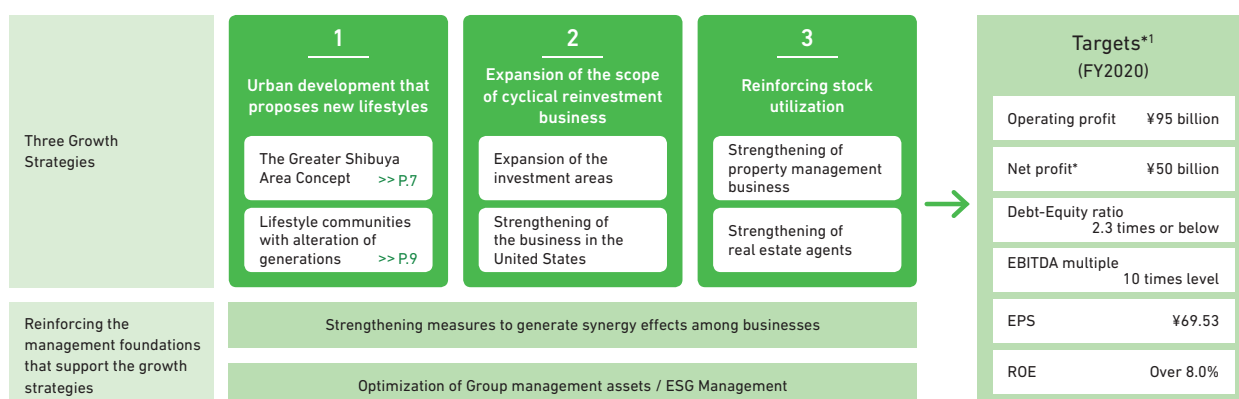 Three Growth
Strategies
1
Urban development that
proposes new lifestyles
The Greater Shibuya
Area Concept >> P.7
Lifestyle communities
with alteration of
generations >> P.9
2
Expansion of the scope
of cyclical reinvestment
business
Expansion of the
investment areas
Strengthening of
the business in the
United States
3
Reinforcing stock
utilization
Strengthening of
property management
business
Strengthening of
real estate agents
Targets*1
(FY2020)
Operating profit ¥95 billion
Net profit* ¥50 billion
Debt-Equity ratio
2.3 times or below
EBITDA multiple
10 times level
EPS ¥69.53
ROE Over 8.0%
Reinforcing the
management foundations
that support the growth
strategies
Strengthening measures to generate synergy effects among businesses
Optimization of Group management assets / ESG Management